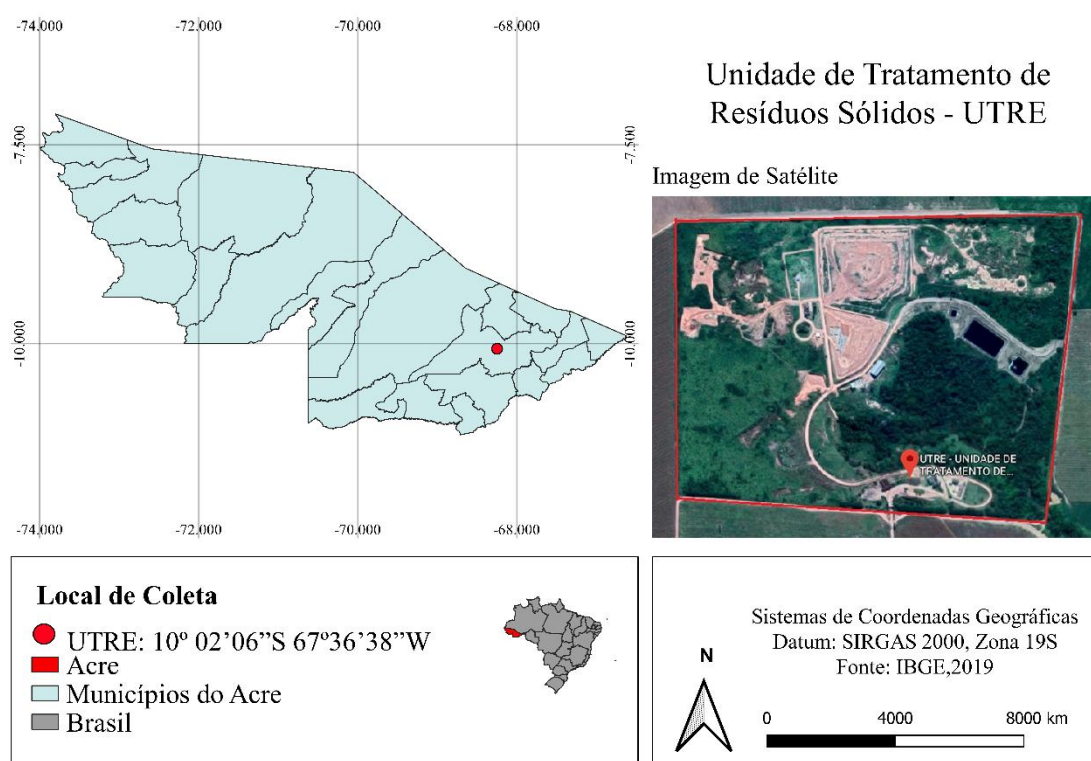 -74.000 -72.000 -70.000 -68.000
-7.500 -7.500
-10.000 -10.000
-74.000 -72.000 -70.000 -68.000
Unidade de Tratamento de
Resíduos Sólidos - UTRE
Imagem de Satélite
UTRE - UNIDADE DE
TRATAMENTO DE...
Local de Coleta
UTRE: 10º 02’06”S 67º36’38”W
Acre
Municípios do Acre
Brasil
Sistemas de Coordenadas Geográficas
Datum: SIRGAS 2000, Zona 19S
Fonte: IBGE,2019
N
0 4000 8000 km